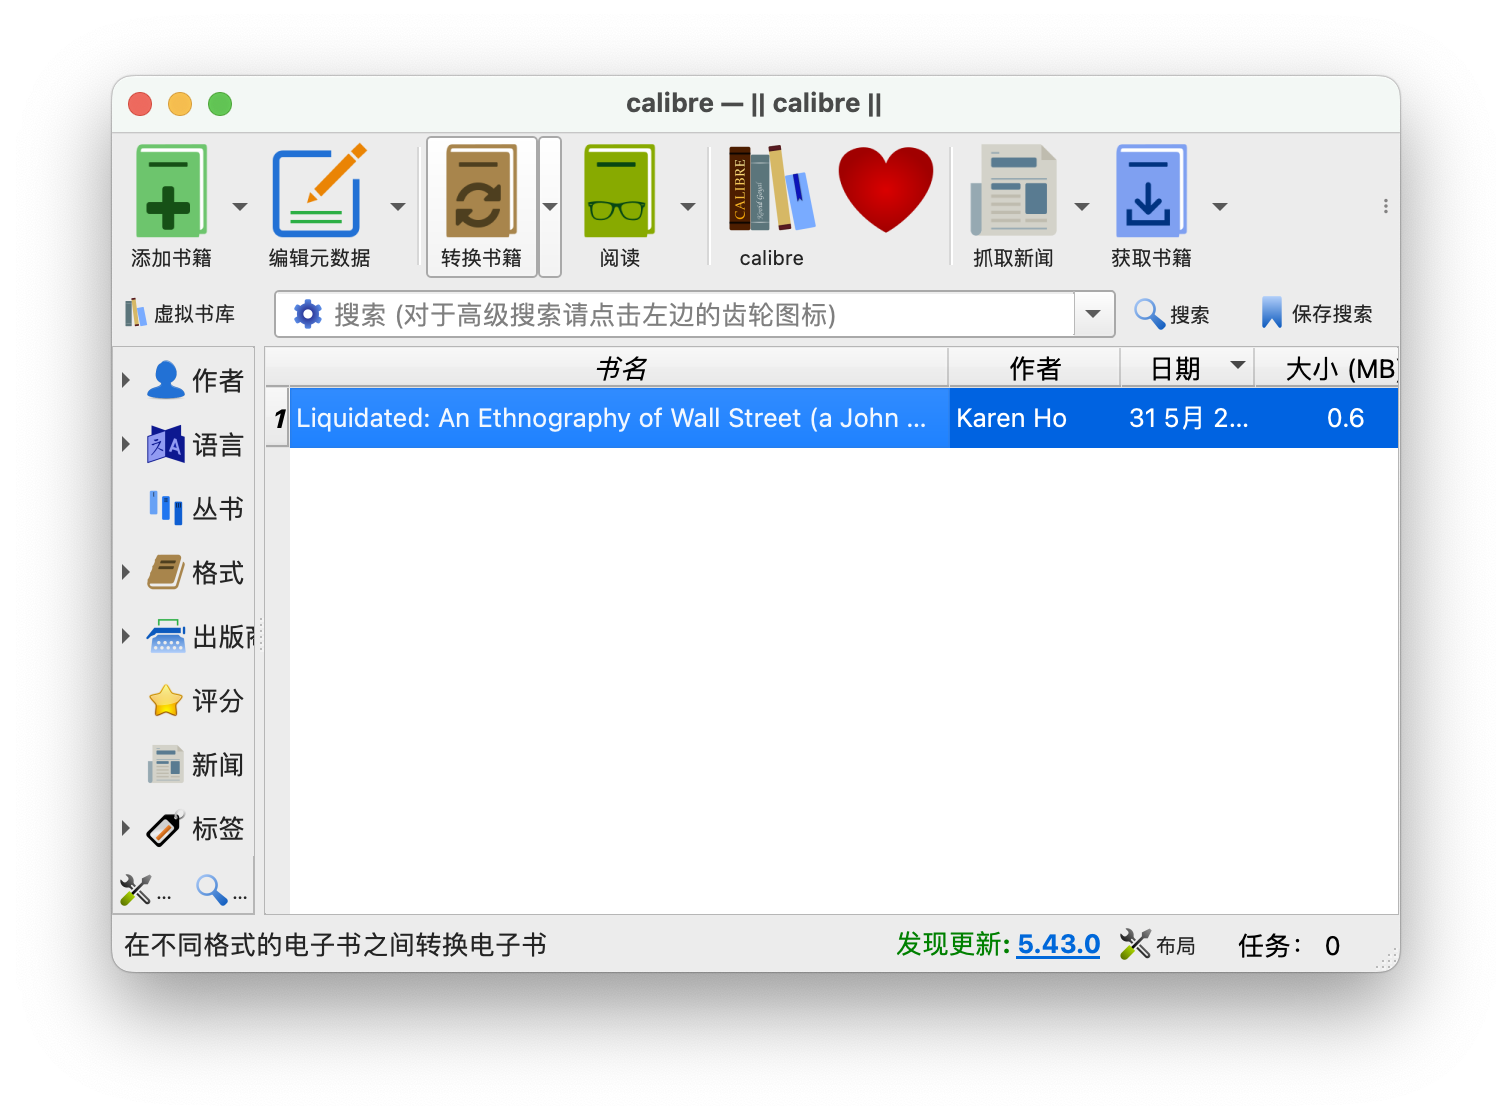 calibre — || calibre ||
添加书籍
编辑元数据
转换书籍
阅读
CALIBRE
calibre
抓取新闻
获取书籍
虚拟书库
搜索 (对于高级搜索请点击左边的齿轮图标)
搜索
保存搜索
作者
语言
丛书
格式
出版商
评分
新闻
标签
...
...
书名 作者 日期 大小 (MB)
1 Liquidated: An Ethnography of Wall Street (a John ... Karen Ho 31 5月 2... 0.6
在不同格式的电子书之间转换电子书
发现更新: 5.43.0
布局
任务： 0